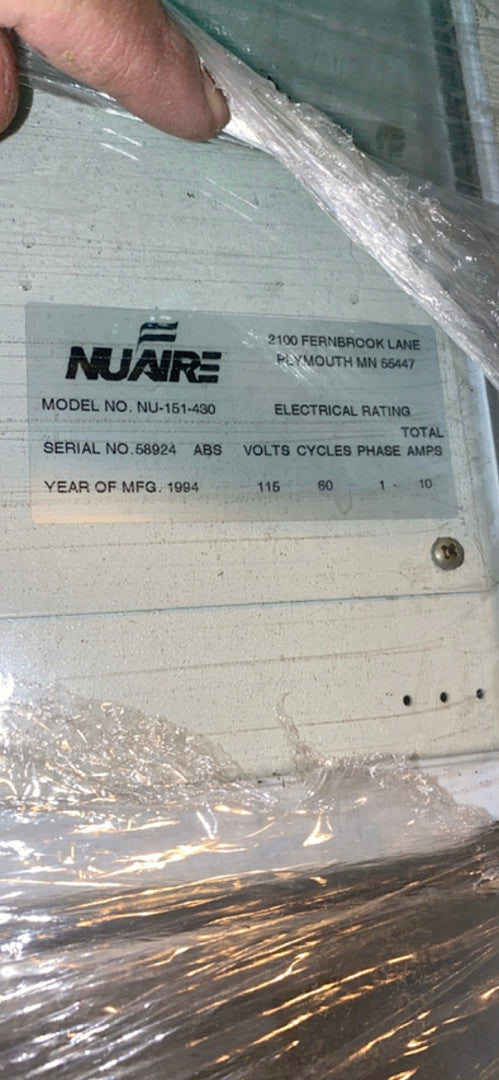 NUAIRE
2100 FERNBROOK LANE
PLYMOUTH MN 55447
MODEL NO. NU-151-430
ELECTRICAL RATING
SERIAL NO.58924 ABS
VOLTS CYCLES PHASE TOTAL AMPS
YEAR OF MFG. 1994
115 60 1 10